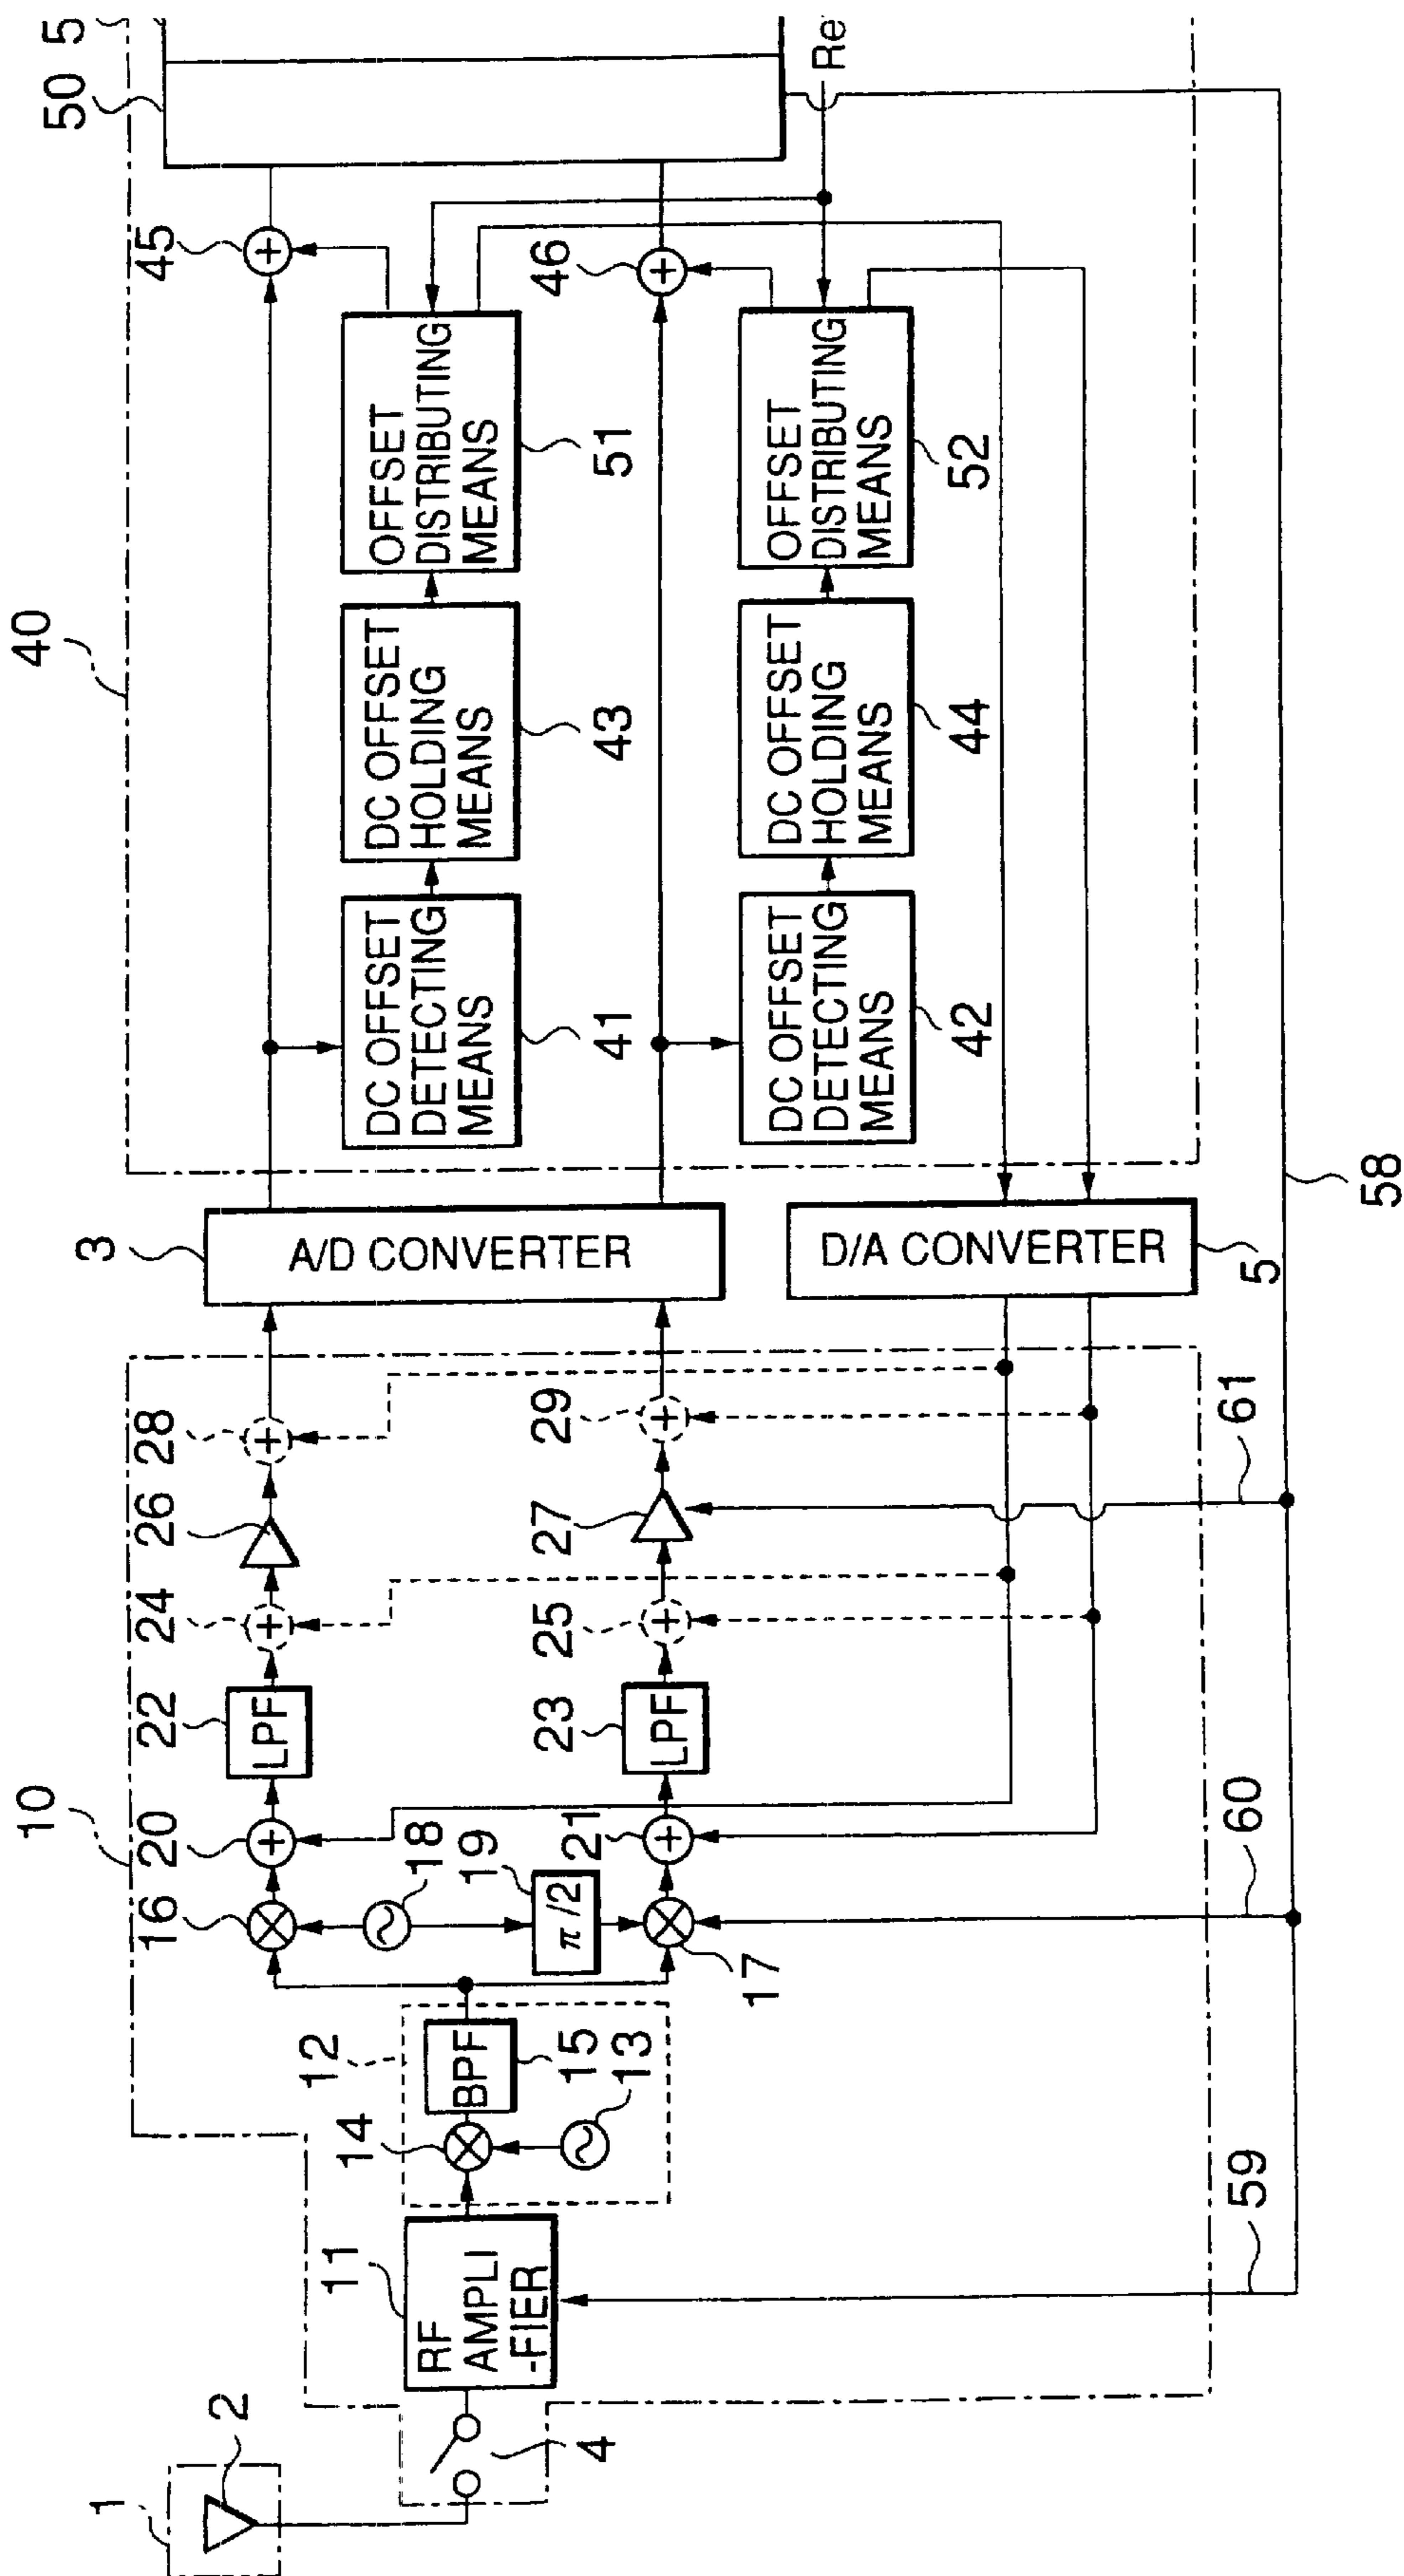 1
2
4
10
11
RF
AMPLI
-FIER
12
14
BPF
15
13
16
18
19
π/2
17
20
21
22
LPF
23
LPF
24
25
26
27
28
29
59
60
61
58
3
A/D CONVERTER
D/A CONVERTER
5
40
DC OFFSET
DETECTING
MEANS
41
DC OFFSET
HOLDING
MEANS
43
OFFSET
DISTRIBUTING
MEANS
51
45
DC OFFSET
DETECTING
MEANS
42
DC OFFSET
HOLDING
MEANS
44
OFFSET
DISTRIBUTING
MEANS
52
46
50
5
Re